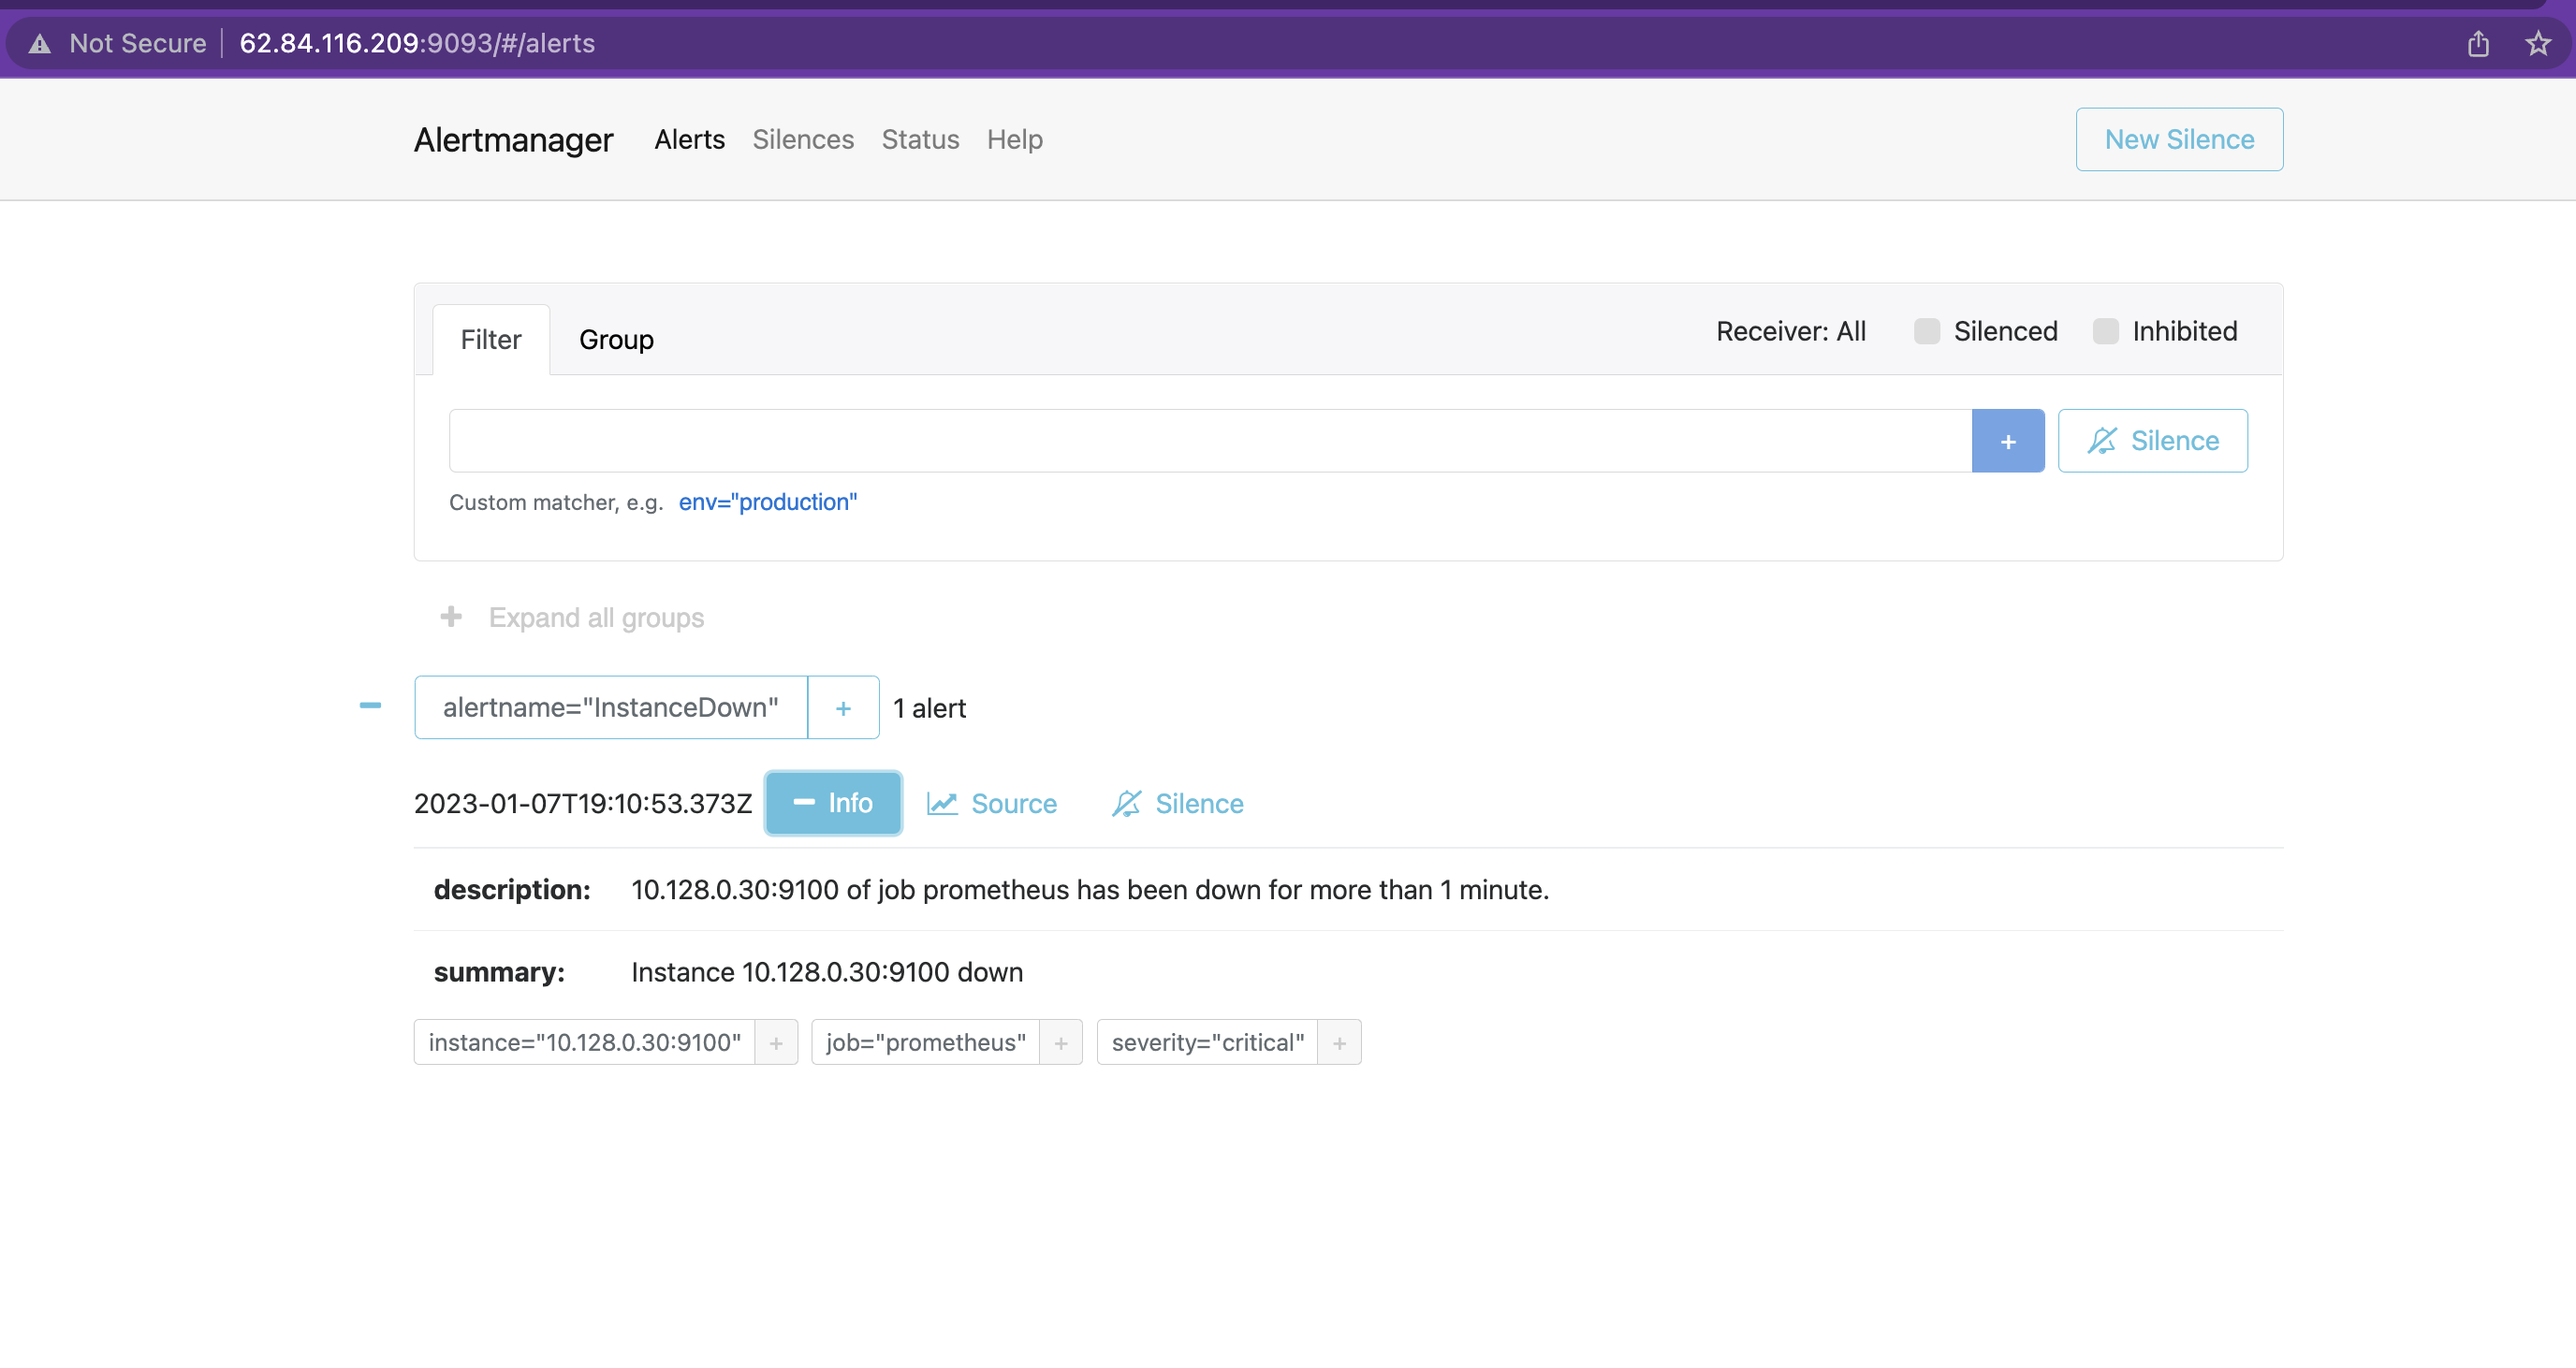 Not Secure 62.84.116.209:9093/#/alerts
Alertmanager Alerts Silences Status Help New Silence
Filter Group Receiver: All Silenced Inhibited
+ Silence
Custom matcher, e.g. env="production"
+ Expand all groups
− alertname="InstanceDown" + 1 alert
2023-01-07T19:10:53.373Z − Info Source Silence
description: 10.128.0.30:9100 of job prometheus has been down for more than 1 minute.
summary: Instance 10.128.0.30:9100 down
instance="10.128.0.30:9100" + job="prometheus" + severity="critical" +